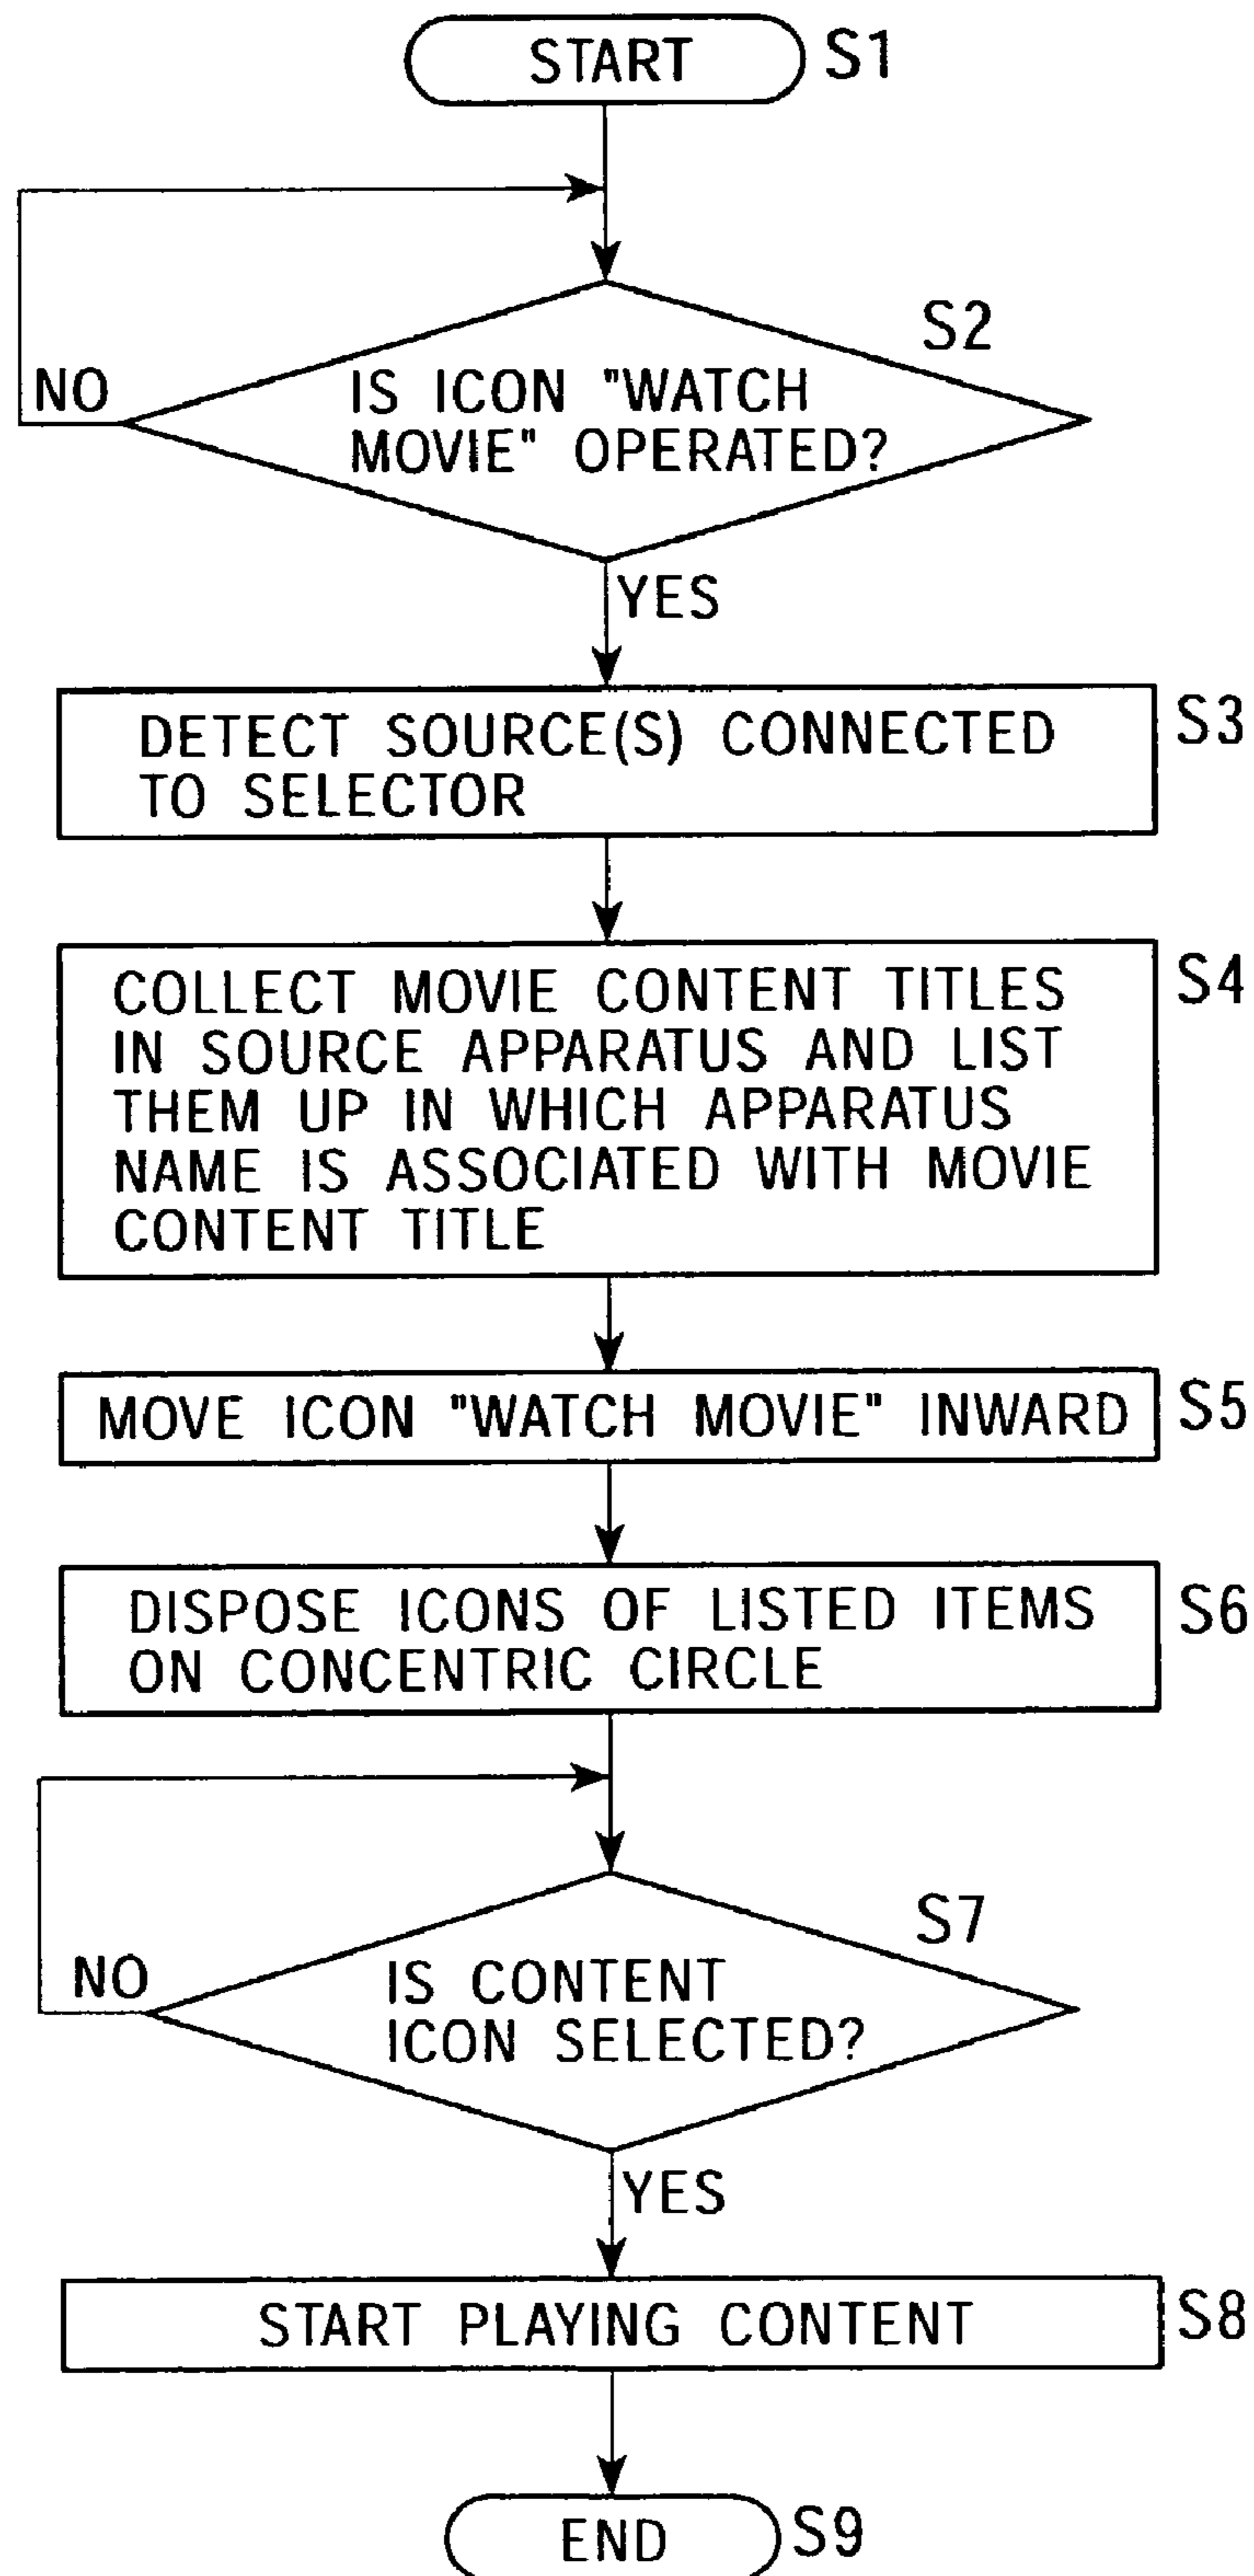 START S1
S2
NO
IS ICON "WATCH
MOVIE" OPERATED?
YES
DETECT SOURCE(S) CONNECTED
TO SELECTOR
S3
COLLECT MOVIE CONTENT TITLES
IN SOURCE APPARATUS AND LIST
THEM UP IN WHICH APPARATUS
NAME IS ASSOCIATED WITH MOVIE
CONTENT TITLE
S4
MOVE ICON "WATCH MOVIE" INWARD S5
DISPOSE ICONS OF LISTED ITEMS
ON CONCENTRIC CIRCLE
S6
S7
NO
IS CONTENT
ICON SELECTED?
YES
START PLAYING CONTENT S8
END S9